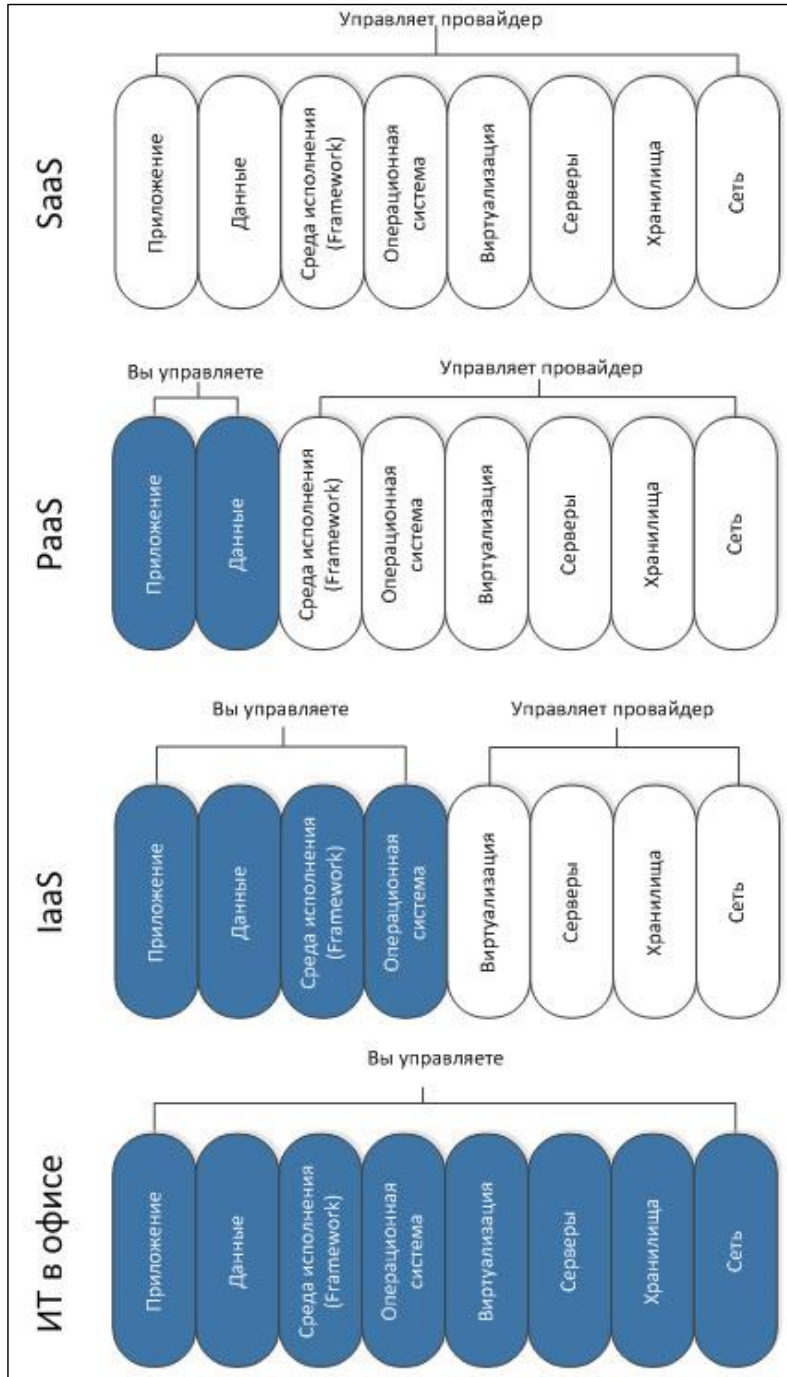 SaaS
Управляет провайдер
Приложение
Данные
Среда исполнения
(Framework)
Операционная
система
Виртуализация
Серверы
Хранилища
Сеть
PaaS
Вы управляете
Управляет провайдер
Приложение
Данные
Среда исполнения
(Framework)
Операционная
система
Виртуализация
Серверы
Хранилища
Сеть
IaaS
Вы управляете
Управляет провайдер
Приложение
Данные
Среда исполнения
(Framework)
Операционная
система
Виртуализация
Серверы
Хранилища
Сеть
ИТ в офисе
Вы управляете
Приложение
Данные
Среда исполнения
(Framework)
Операционная
система
Виртуализация
Серверы
Хранилища
Сеть